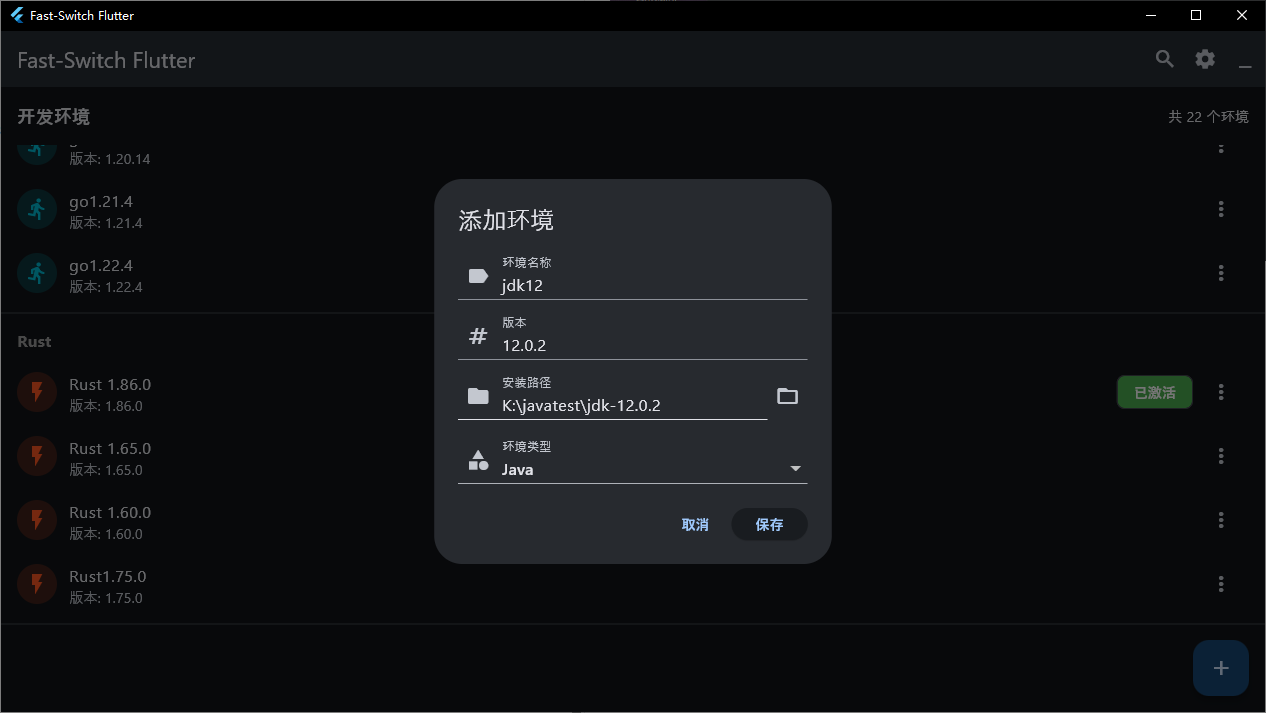 Fast-Switch Flutter
Fast-Switch Flutter
开发环境
共 22 个环境
版本: 1.20.14
go1.21.4
版本: 1.21.4
go1.22.4
版本: 1.22.4
Rust
Rust 1.86.0
版本: 1.86.0
已激活
Rust 1.65.0
版本: 1.65.0
Rust 1.60.0
版本: 1.60.0
Rust1.75.0
版本: 1.75.0
添加环境
环境名称
jdk12
版本
12.0.2
安装路径
K:\javatest\jdk-12.0.2
环境类型
Java
取消
保存